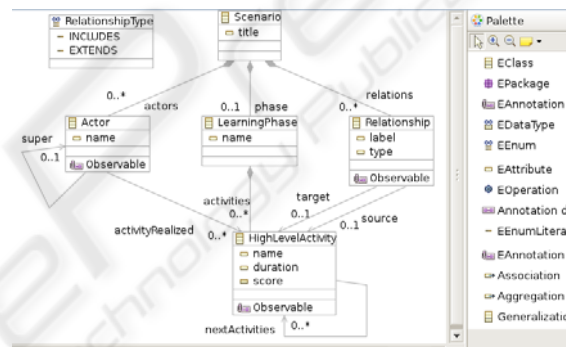 RelationshipType
INCLUDES
EXTENDS
Scenario
title
0..*
actors
0..1 phase
relations
0..*
Actor
name
Observable
super
0..1
LearningPhase
name
Relationship
label
type
Observable
activities
0..*
target
0..1
0..1 source
activityRealized 0..*
HighLevelActivity
name
duration
score
Observable
nextActivities 0..*
Palette
EClass
EPackage
EAnnotation
EDataType
EEnum
EAttribute
EOperation
Annotation
EEnumLitera
EAnnotation
Association
Aggregation
Generalizatio